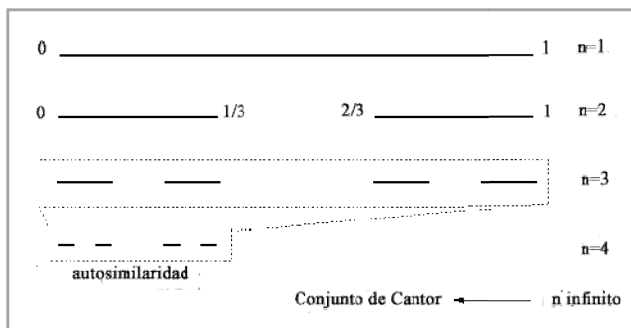 0 1 n=1
0 1/3 2/3 1 n=2
n=3
n=4
autosimilaridad
Conjunto de Cantor n infinito